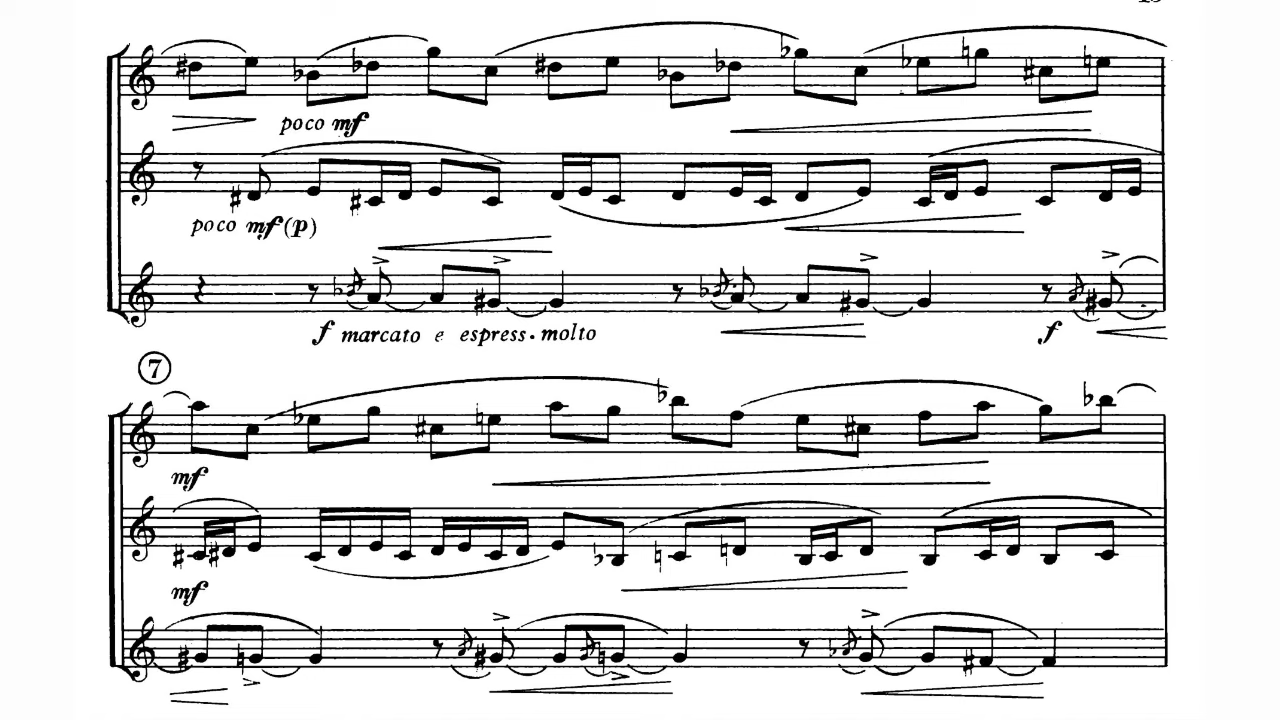 poco mf
poco mf (p)
f marcato e espress. molto
f
7
mf
mf